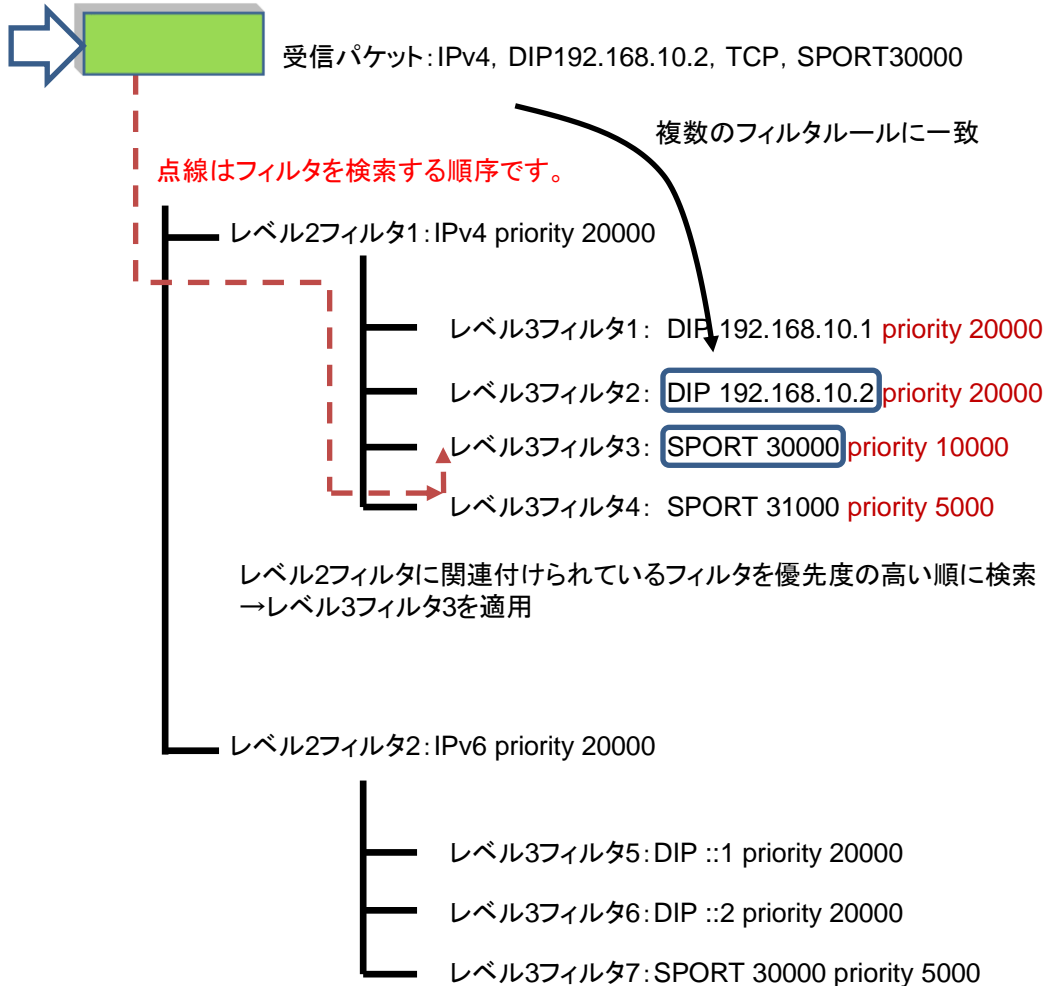 受信パケット：IPv4，DIP192.168.10.2，TCP，SPORT30000
複数のフィルタルールに一致
点線はフィルタを検索する順序です。
レベル2フィルタ1：IPv4 priority 20000
レベル3フィルタ1： DIP 192.168.10.1 priority 20000
レベル3フィルタ2： DIP 192.168.10.2 priority 20000
レベル3フィルタ3： SPORT 30000 priority 10000
レベル3フィルタ4： SPORT 31000 priority 5000
レベル2フィルタに関連付けられているフィルタを優先度の高い順に検索
→レベル3フィルタ3を適用
レベル2フィルタ2：IPv6 priority 20000
レベル3フィルタ5：DIP ::1 priority 20000
レベル3フィルタ6：DIP ::2 priority 20000
レベル3フィルタ7：SPORT 30000 priority 5000